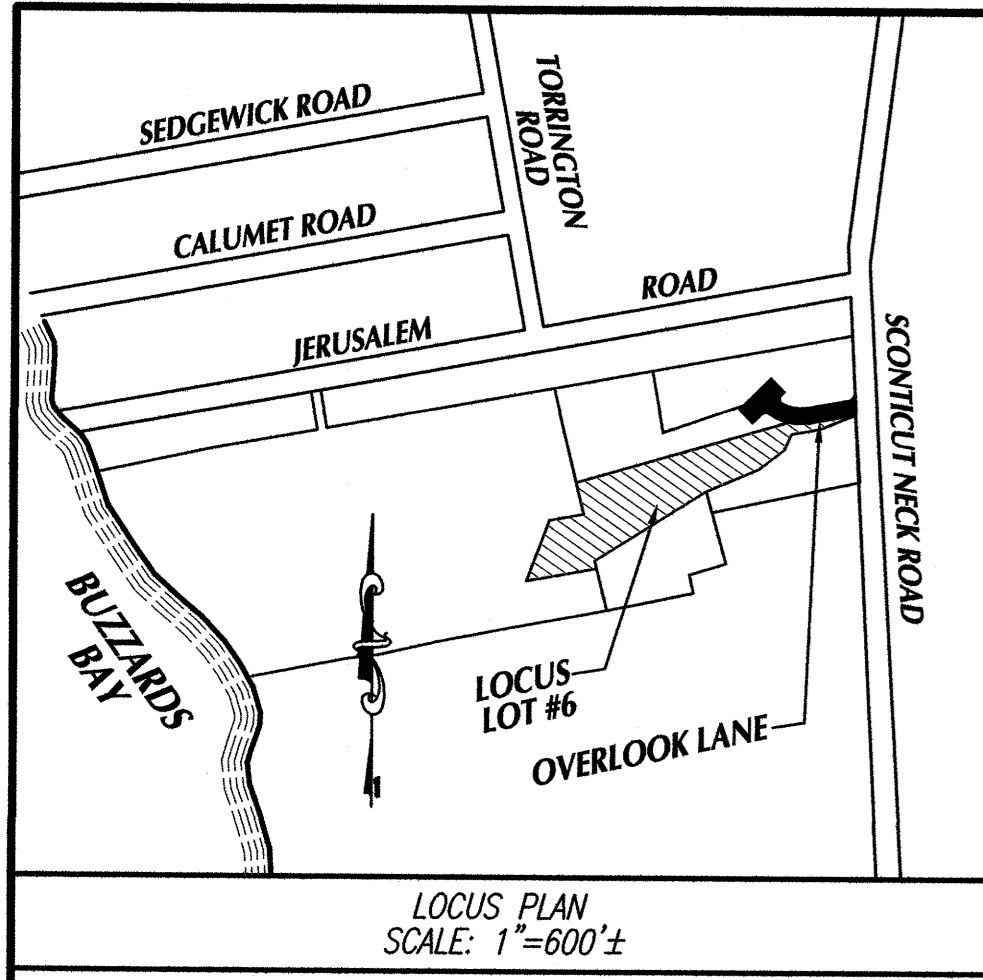 SEDGEWICK ROAD
TORRINGTON
ROAD
CALUMET ROAD
ROAD
JERUSALEM
SCONTICUT NECK ROAD
BUZZARDS
BAY
LOCUS
LOT #6
OVERLOOK LANE
LOCUS PLAN
SCALE: 1"=600'±